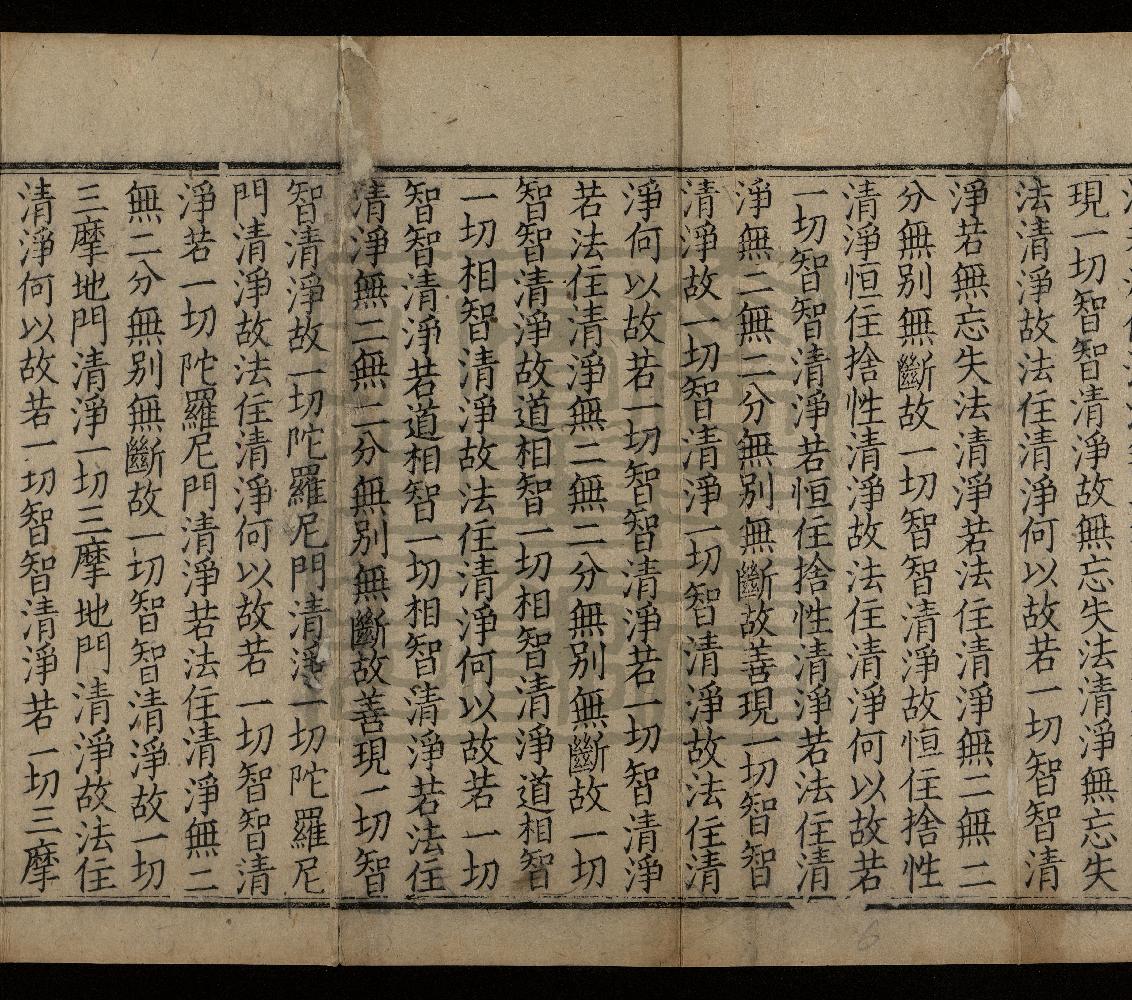 現一切智智清淨故無忘失法清淨無忘失
法清淨故法住清淨何以故若一切智智清
淨若無忘失法清淨若法住清淨無二無二
分無别無斷故一切智智清淨故恒住捨性
清淨恒住捨性清淨故法住清淨何以故若
一切智智清淨若恒住捨性清淨若法住清
淨無二無二分無别無斷故善現一切智智
清淨故一切智清淨一切智清淨故法住清
淨何以故若一切智智清淨若一切智清淨
若法住清淨無二無二分無别無斷故一切
智智清淨故道相智一切相智清淨道相智
一切相智清淨故法住清淨何以故若一切
智智清淨若道相智一切相智清淨若法住
清淨無二無二分無别無斷故善現一切智
智清淨故一切陀羅尼門清淨一切陀羅尼
門清淨故法住清淨何以故若一切智智清
淨若一切陀羅尼門清淨若法住清淨無二
無二分無别無斷故一切智智清淨故一切
三摩地門清淨一切三摩地門清淨故法住
清淨何以故若一切智智清淨若一切三摩
6